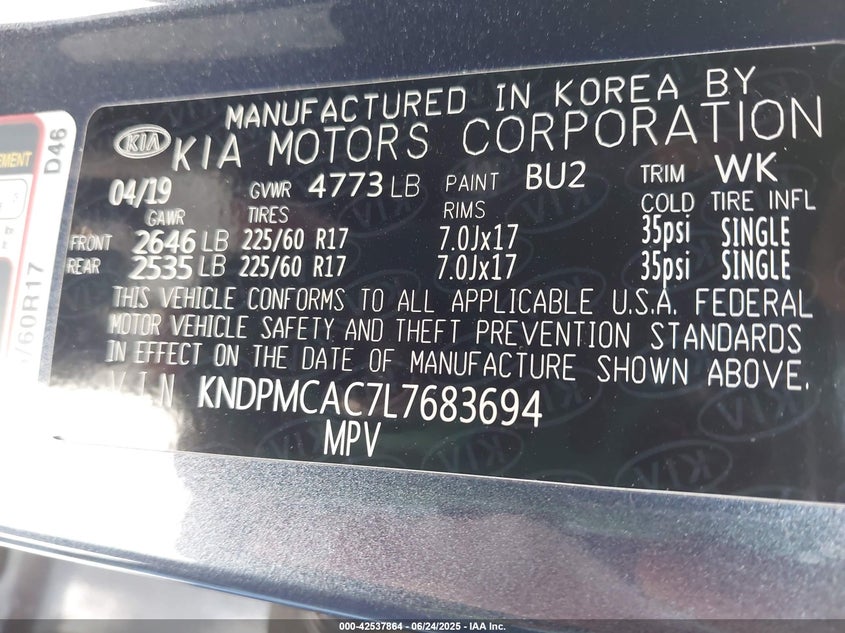 MANUFACTURED IN KOREA BY
KIA KIA MOTORS CORPORATION
04/19 GVWR 4773 LB PAINT BU2 TRIM WK
GAWR TIRES RIMS COLD TIRE INFL
FRONT 2646 LB 225/60 R17 7.0Jx17 35psi SINGLE
REAR 2535 LB 225/60 R17 7.0Jx17 35psi SINGLE
THIS VEHICLE CONFORMS TO ALL APPLICABLE U.S.A. FEDERAL
MOTOR VEHICLE SAFETY AND THEFT PREVENTION STANDARDS
IN EFFECT ON THE DATE OF MANUFACTURE SHOWN ABOVE.
VIN KNDPMCAC7L7683694
MPV
D46
/60R17
000-42537864 - 06/24/2025 - IAA Inc.